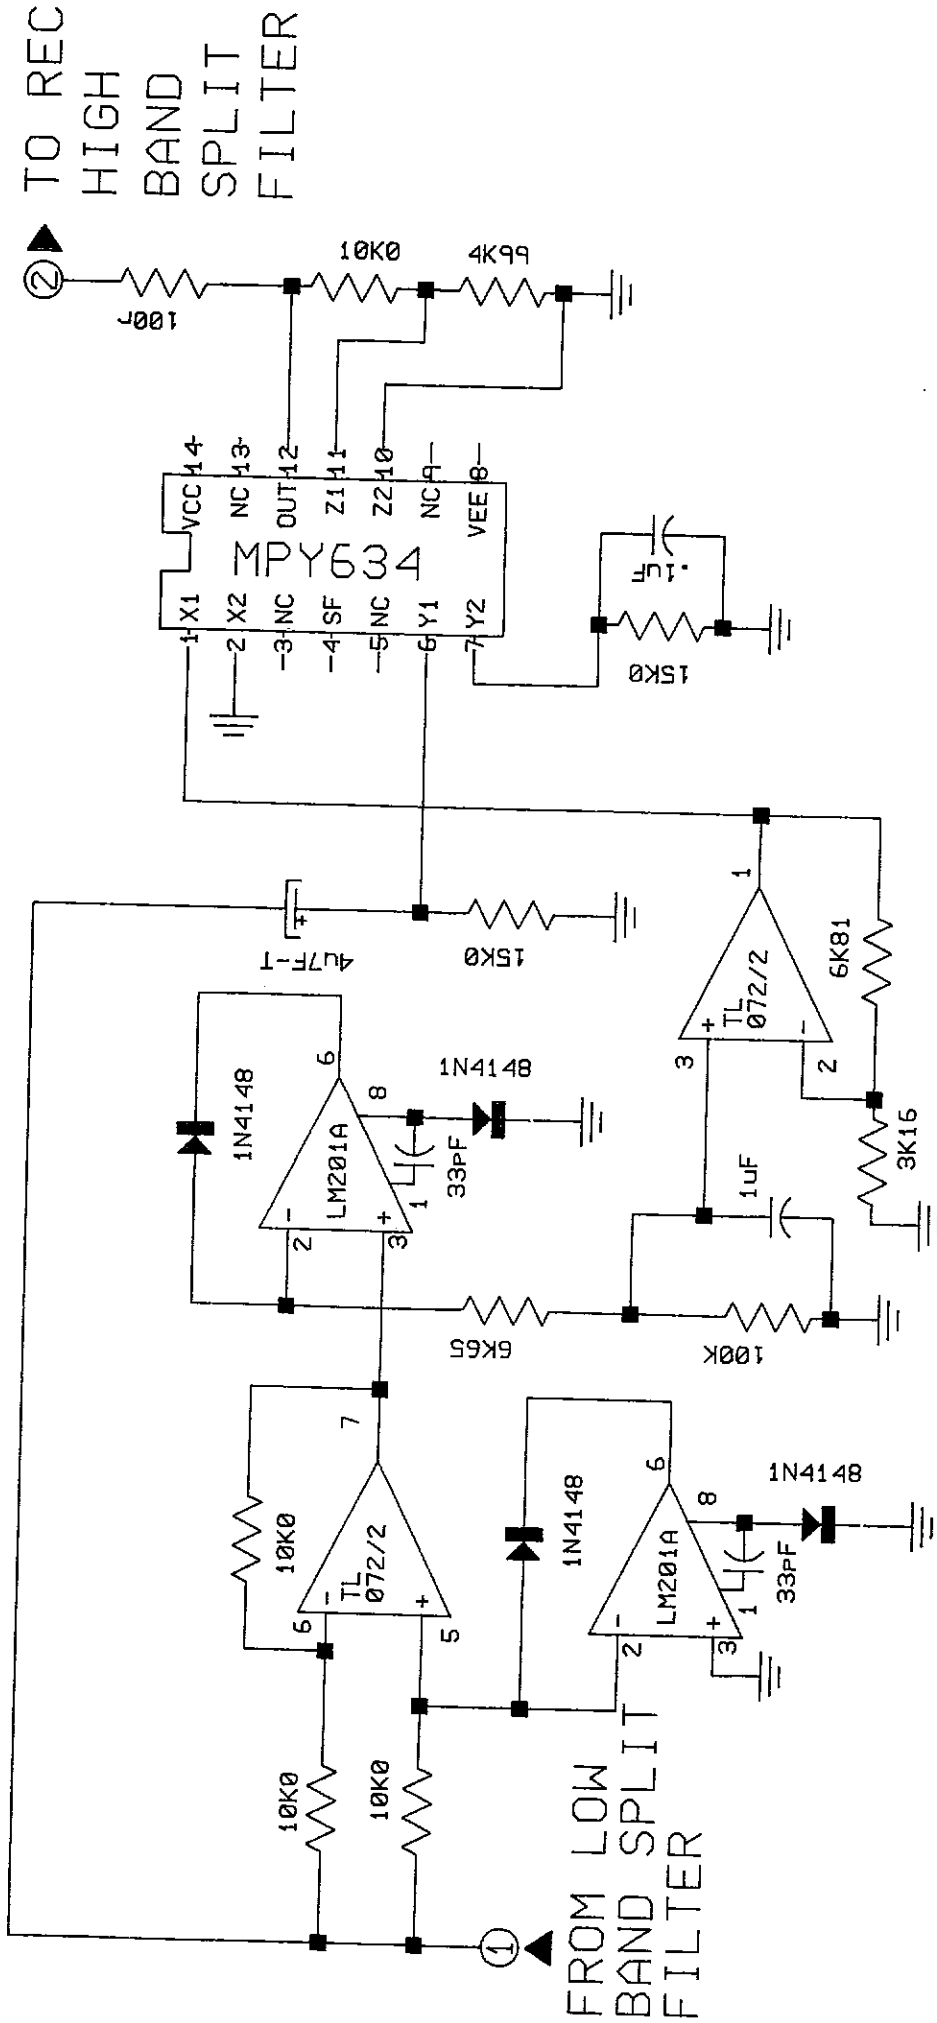 TO REC
HIGH
BAND
SPLIT
FILTER
2
100r
10K0
4K99
VCC 14
NC 13
OUT 12
Z1 11
Z2 10
NC 9
VEE 8
MPY634
1 X1
2 X2
3 NC
4 SF
5 NC
6 Y1
7 Y2
.1uF
15K0
4u7F-T
15K0
1N4148
6
8
1N4148
LM201A
-
+
2
3
1
33pF
1
TL
072/2
+
-
3
2
6K81
3K16
1uF
6K65
100K
7
10K0
TL
072/2
-
+
6
5
10K0
10K0
1N4148
6
8
1N4148
LM201A
-
+
2
3
1
33pF
1
FROM LOW
BAND SPLIT
FILTER